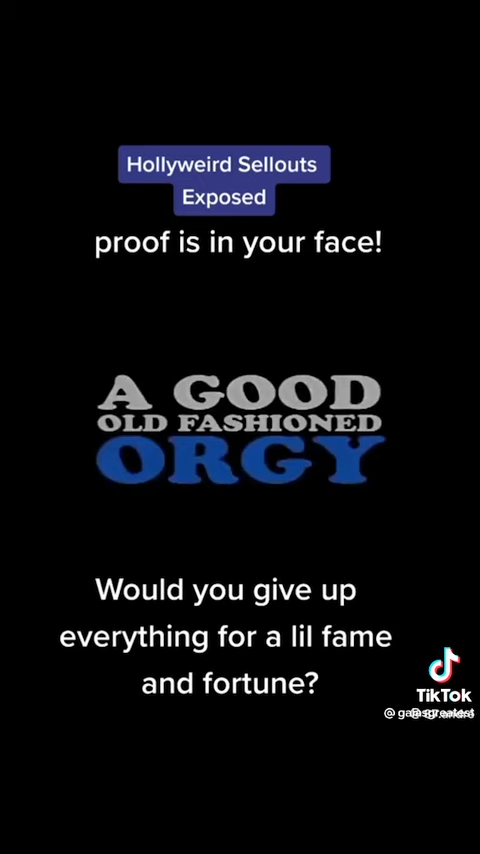 Hollyweird Sellouts
Exposed
proof is in your face!
A GOOD
OLD FASHIONED
ORGY
Would you give up
everything for a lil fame
and fortune?
TikTok